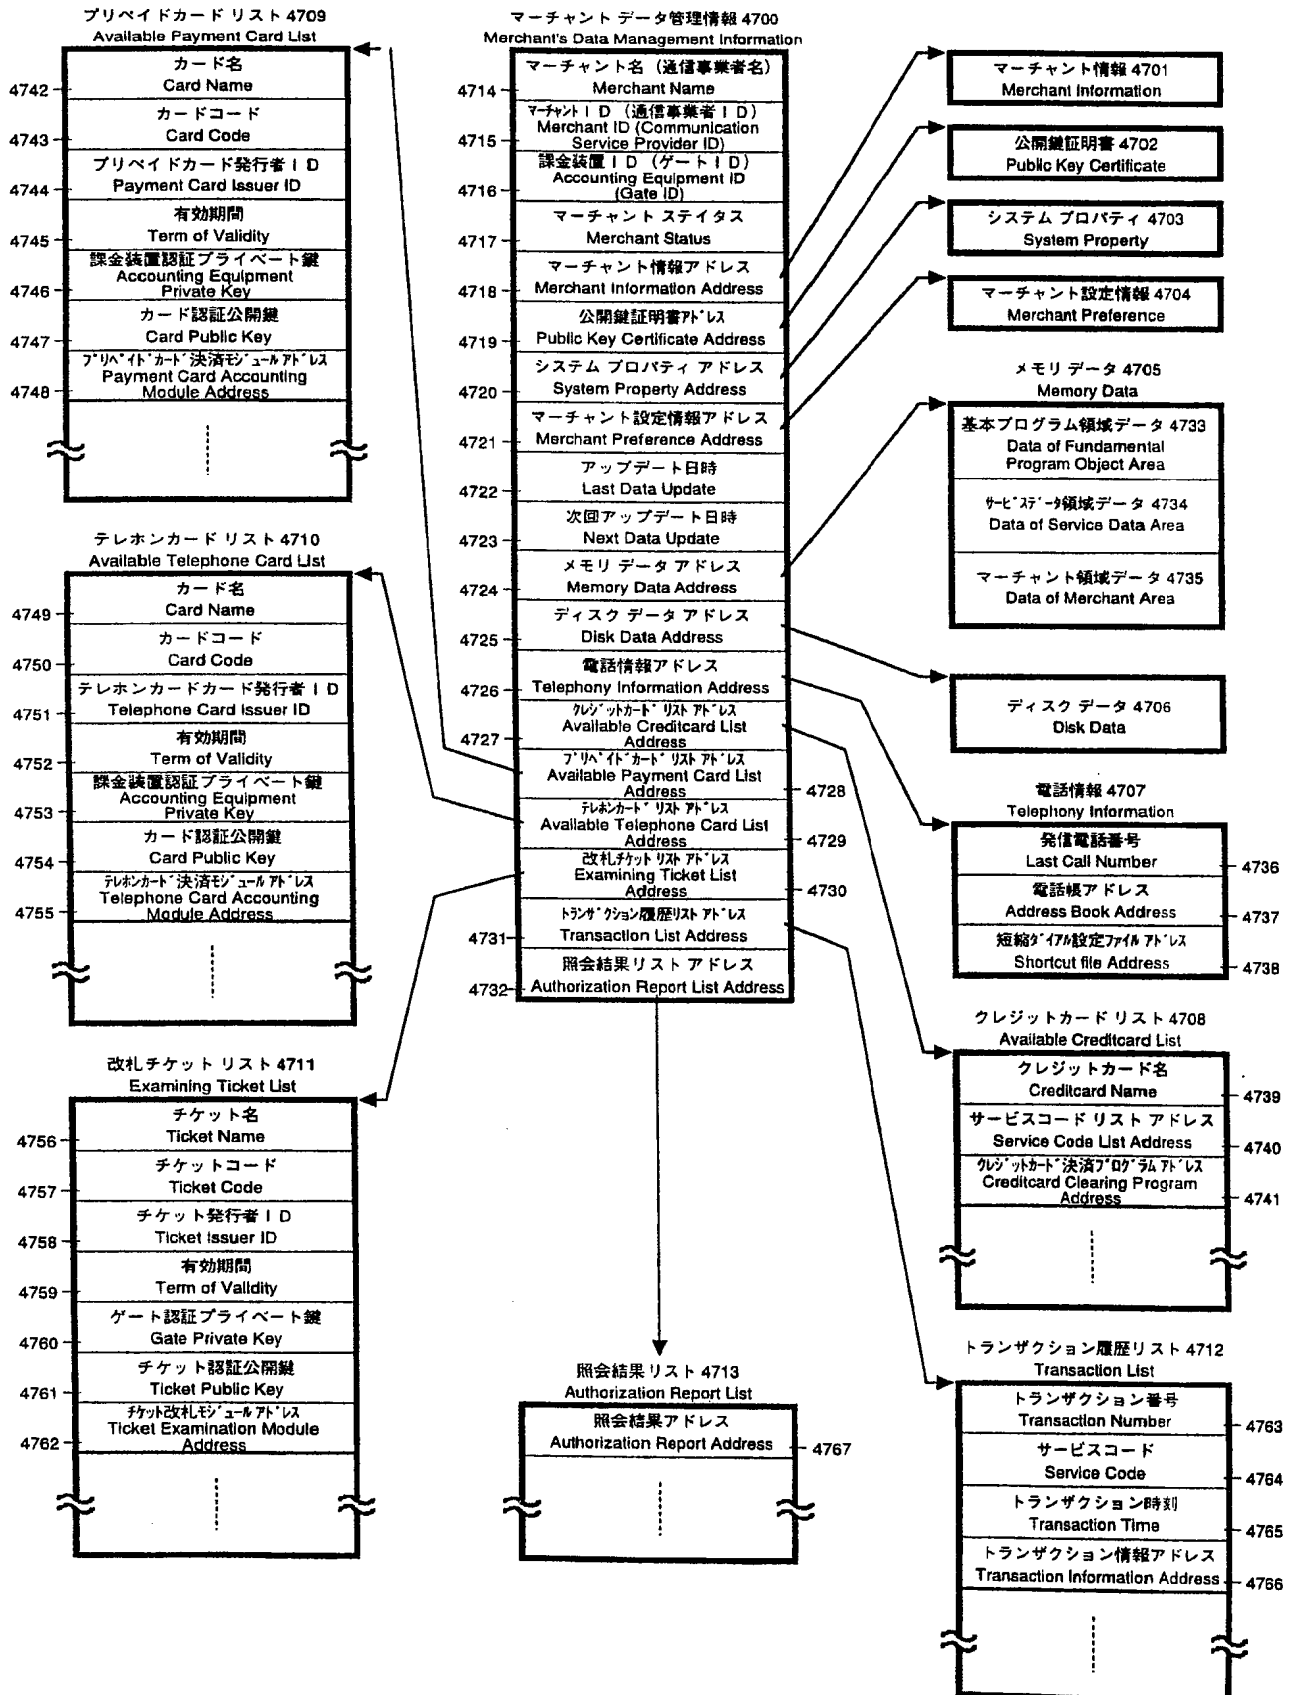 プリペイドカード リスト 4709
Available Payment Card List
カード名
Card Name
4742
カードコード
Card Code
4743
プリペイドカード発行者ＩＤ
Payment Card Issuer ID
4744
有効期間
Term of Validity
4745
課金装置認証プライベート鍵
Accounting Equipment
Private Key
4746
カード認証公開鍵
Card Public Key
4747
プリペイドカード決済モジュールアドレス
Payment Card Accounting
Module Address
4748
テレホンカード リスト 4710
Available Telephone Card List
カード名
Card Name
4749
カードコード
Card Code
4750
テレホンカードカード発行者ＩＤ
Telephone Card Issuer ID
4751
有効期間
Term of Validity
4752
課金装置認証プライベート鍵
Accounting Equipment
Private Key
4753
カード認証公開鍵
Card Public Key
4754
テレホンカード決済モジュールアドレス
Telephone Card Accounting
Module Address
4755
改札チケット リスト 4711
Examining Ticket List
チケット名
Ticket Name
4756
チケットコード
Ticket Code
4757
チケット発行者ＩＤ
Ticket Issuer ID
4758
有効期間
Term of Validity
4759
ゲート認証プライベート鍵
Gate Private Key
4760
チケット認証公開鍵
Ticket Public Key
4761
チケット改札モジュールアドレス
Ticket Examination Module
Address
4762
マーチャント データ管理情報 4700
Merchant's Data Management Information
マーチャント名（通信事業者名）
Merchant Name
4714
マーチャントＩＤ（通信事業者ＩＤ）
Merchant ID (Communication
Service Provider ID)
4715
課金装置ＩＤ（ゲートＩＤ）
Accounting Equipment ID
(Gate ID)
4716
マーチャント ステイタス
Merchant Status
4717
マーチャント情報アドレス
Merchant Information Address
4718
公開鍵証明書アドレス
Public Key Certificate Address
4719
システム プロパティ アドレス
System Property Address
4720
マーチャント設定情報アドレス
Merchant Preference Address
4721
アップデート日時
Last Data Update
4722
次回アップデート日時
Next Data Update
4723
メモリ データ アドレス
Memory Data Address
4724
ディスク データ アドレス
Disk Data Address
4725
電話情報アドレス
Telephony Information Address
4726
クレジットカード リスト アドレス
Available Creditcard List
Address
4727
プリペイドカード リスト アドレス
Available Payment Card List
Address
4728
テレホンカード リスト アドレス
Available Telephone Card List
Address
4729
改札チケット リスト アドレス
Examining Ticket List
Address
4730
トランザクション履歴リスト アドレス
Transaction List Address
4731
照会結果リスト アドレス
Authorization Report List Address
4732
照会結果リスト 4713
Authorization Report List
照会結果アドレス
Authorization Report Address
4767
マーチャント情報 4701
Merchant Information
公開鍵証明書 4702
Public Key Certificate
システム プロパティ 4703
System Property
マーチャント設定情報 4704
Merchant Preference
メモリ データ 4705
Memory Data
基本プログラム領域データ 4733
Data of Fundamental
Program Object Area
サービスデータ領域データ 4734
Data of Service Data Area
マーチャント領域データ 4735
Data of Merchant Area
ディスク データ 4706
Disk Data
電話情報 4707
Telephony Information
発信電話番号
Last Call Number
4736
電話帳アドレス
Address Book Address
4737
短縮ダイアル設定ファイル アドレス
Shortcut file Address
4738
クレジットカード リスト 4708
Available Creditcard List
クレジットカード名
Creditcard Name
4739
サービスコード リスト アドレス
Service Code List Address
4740
クレジットカード決済プログラム アドレス
Creditcard Clearing Program
Address
4741
トランザクション履歴リスト 4712
Transaction List
トランザクション番号
Transaction Number
4763
サービスコード
Service Code
4764
トランザクション時刻
Transaction Time
4765
トランザクション情報アドレス
Transaction Information Address
4766